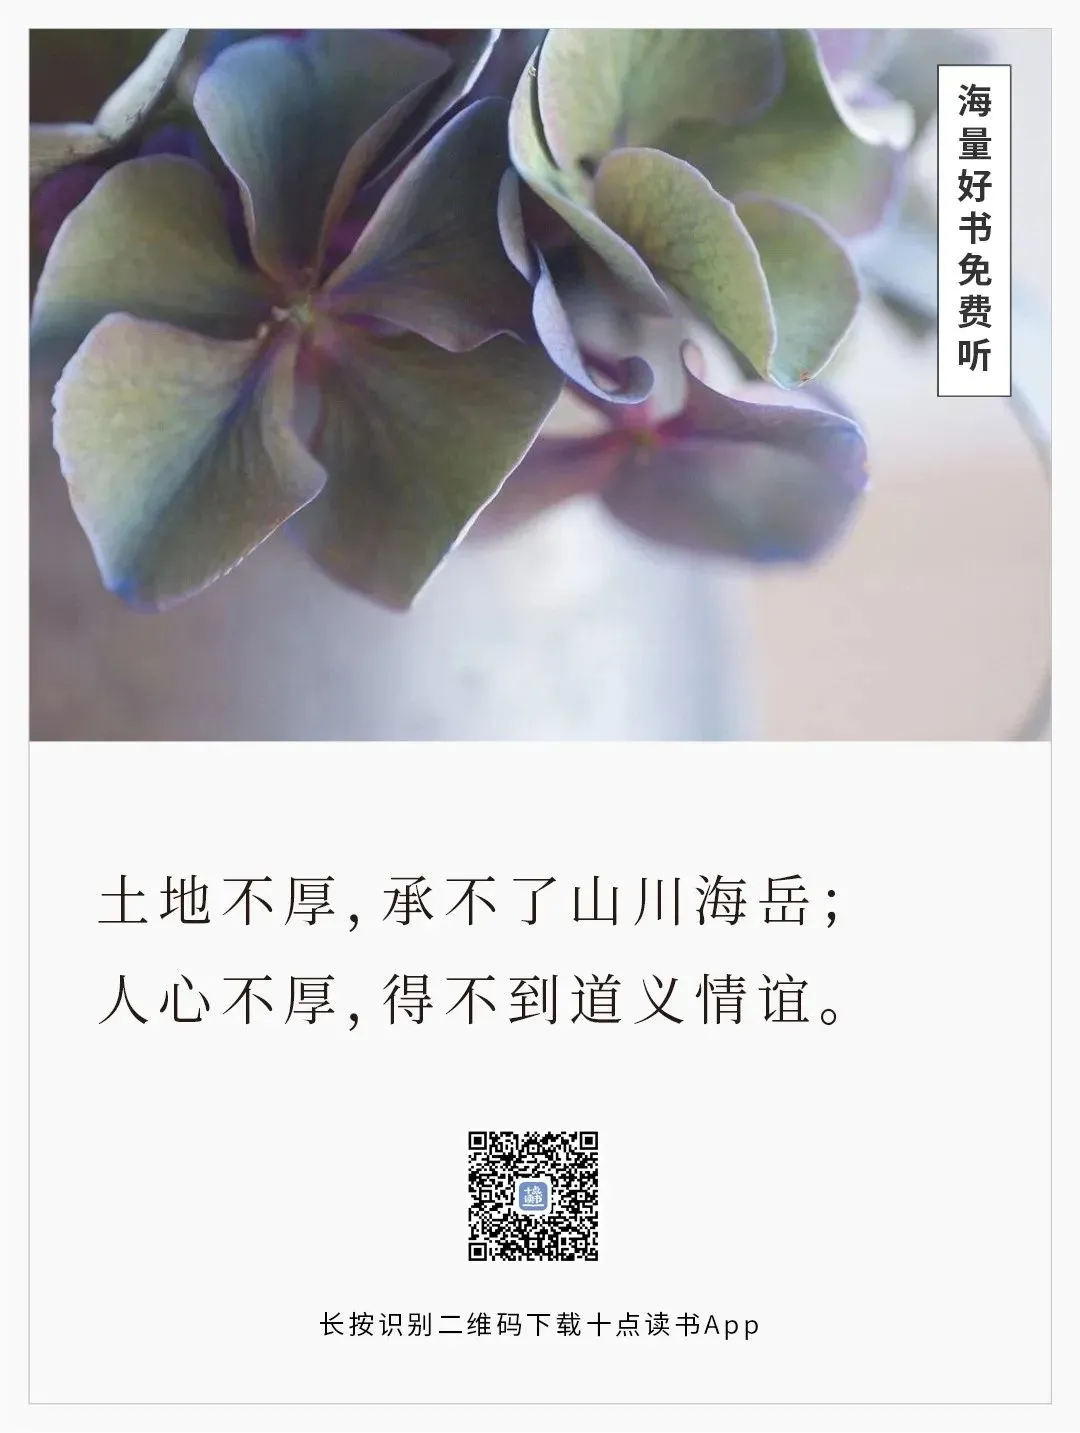 海量好书免费听
土地不厚，承不了山川海岳；
人心不厚，得不到道义情谊。
十点
读书
长按识别二维码下载十点读书App